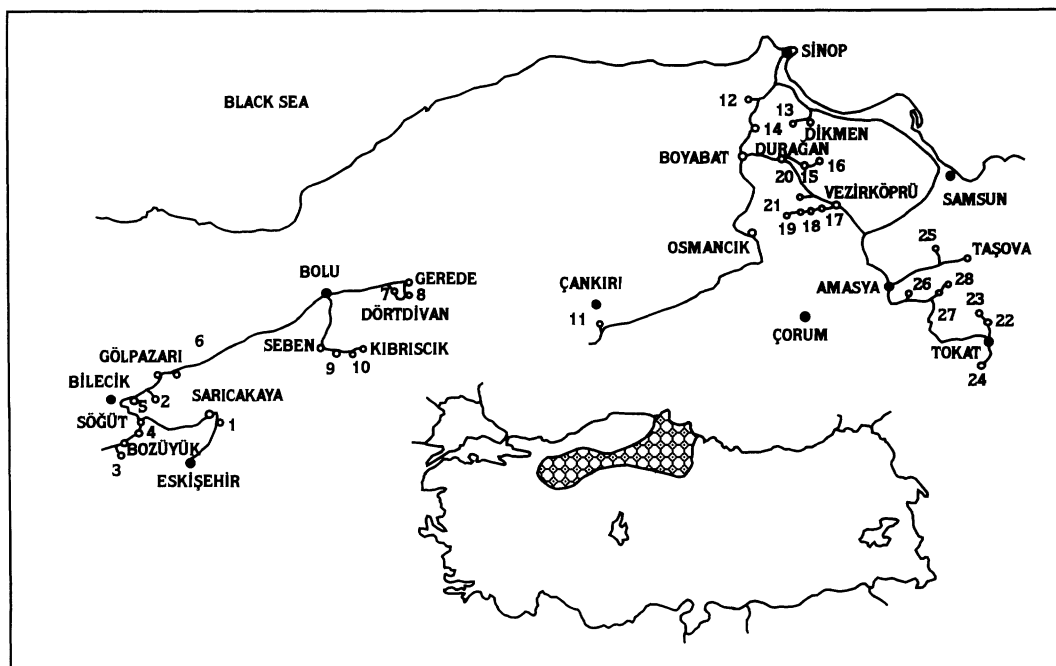 SİNOP
BLACK SEA
12
13
14
DİKMEN
BOYABAT
DURAĞAN
20
15
16
VEZİRKÖPRÜ
SAMSUN
21
19
18
17
OSMANCIK
25
TAŞOVA
BOLU
GEREDE
7
8
DÖRTDİVAN
ÇANKIRI
11
AMASYA
26
28
27
23
22
ÇORUM
TOKAT
24
6
SEBEN
KIBRISCIK
9
10
GÖLPAZARI
BİLECİK
5
2
SARICAKAYA
1
SÖĞÜT
4
BOZÜYÜK
3
ESKİŞEHİR